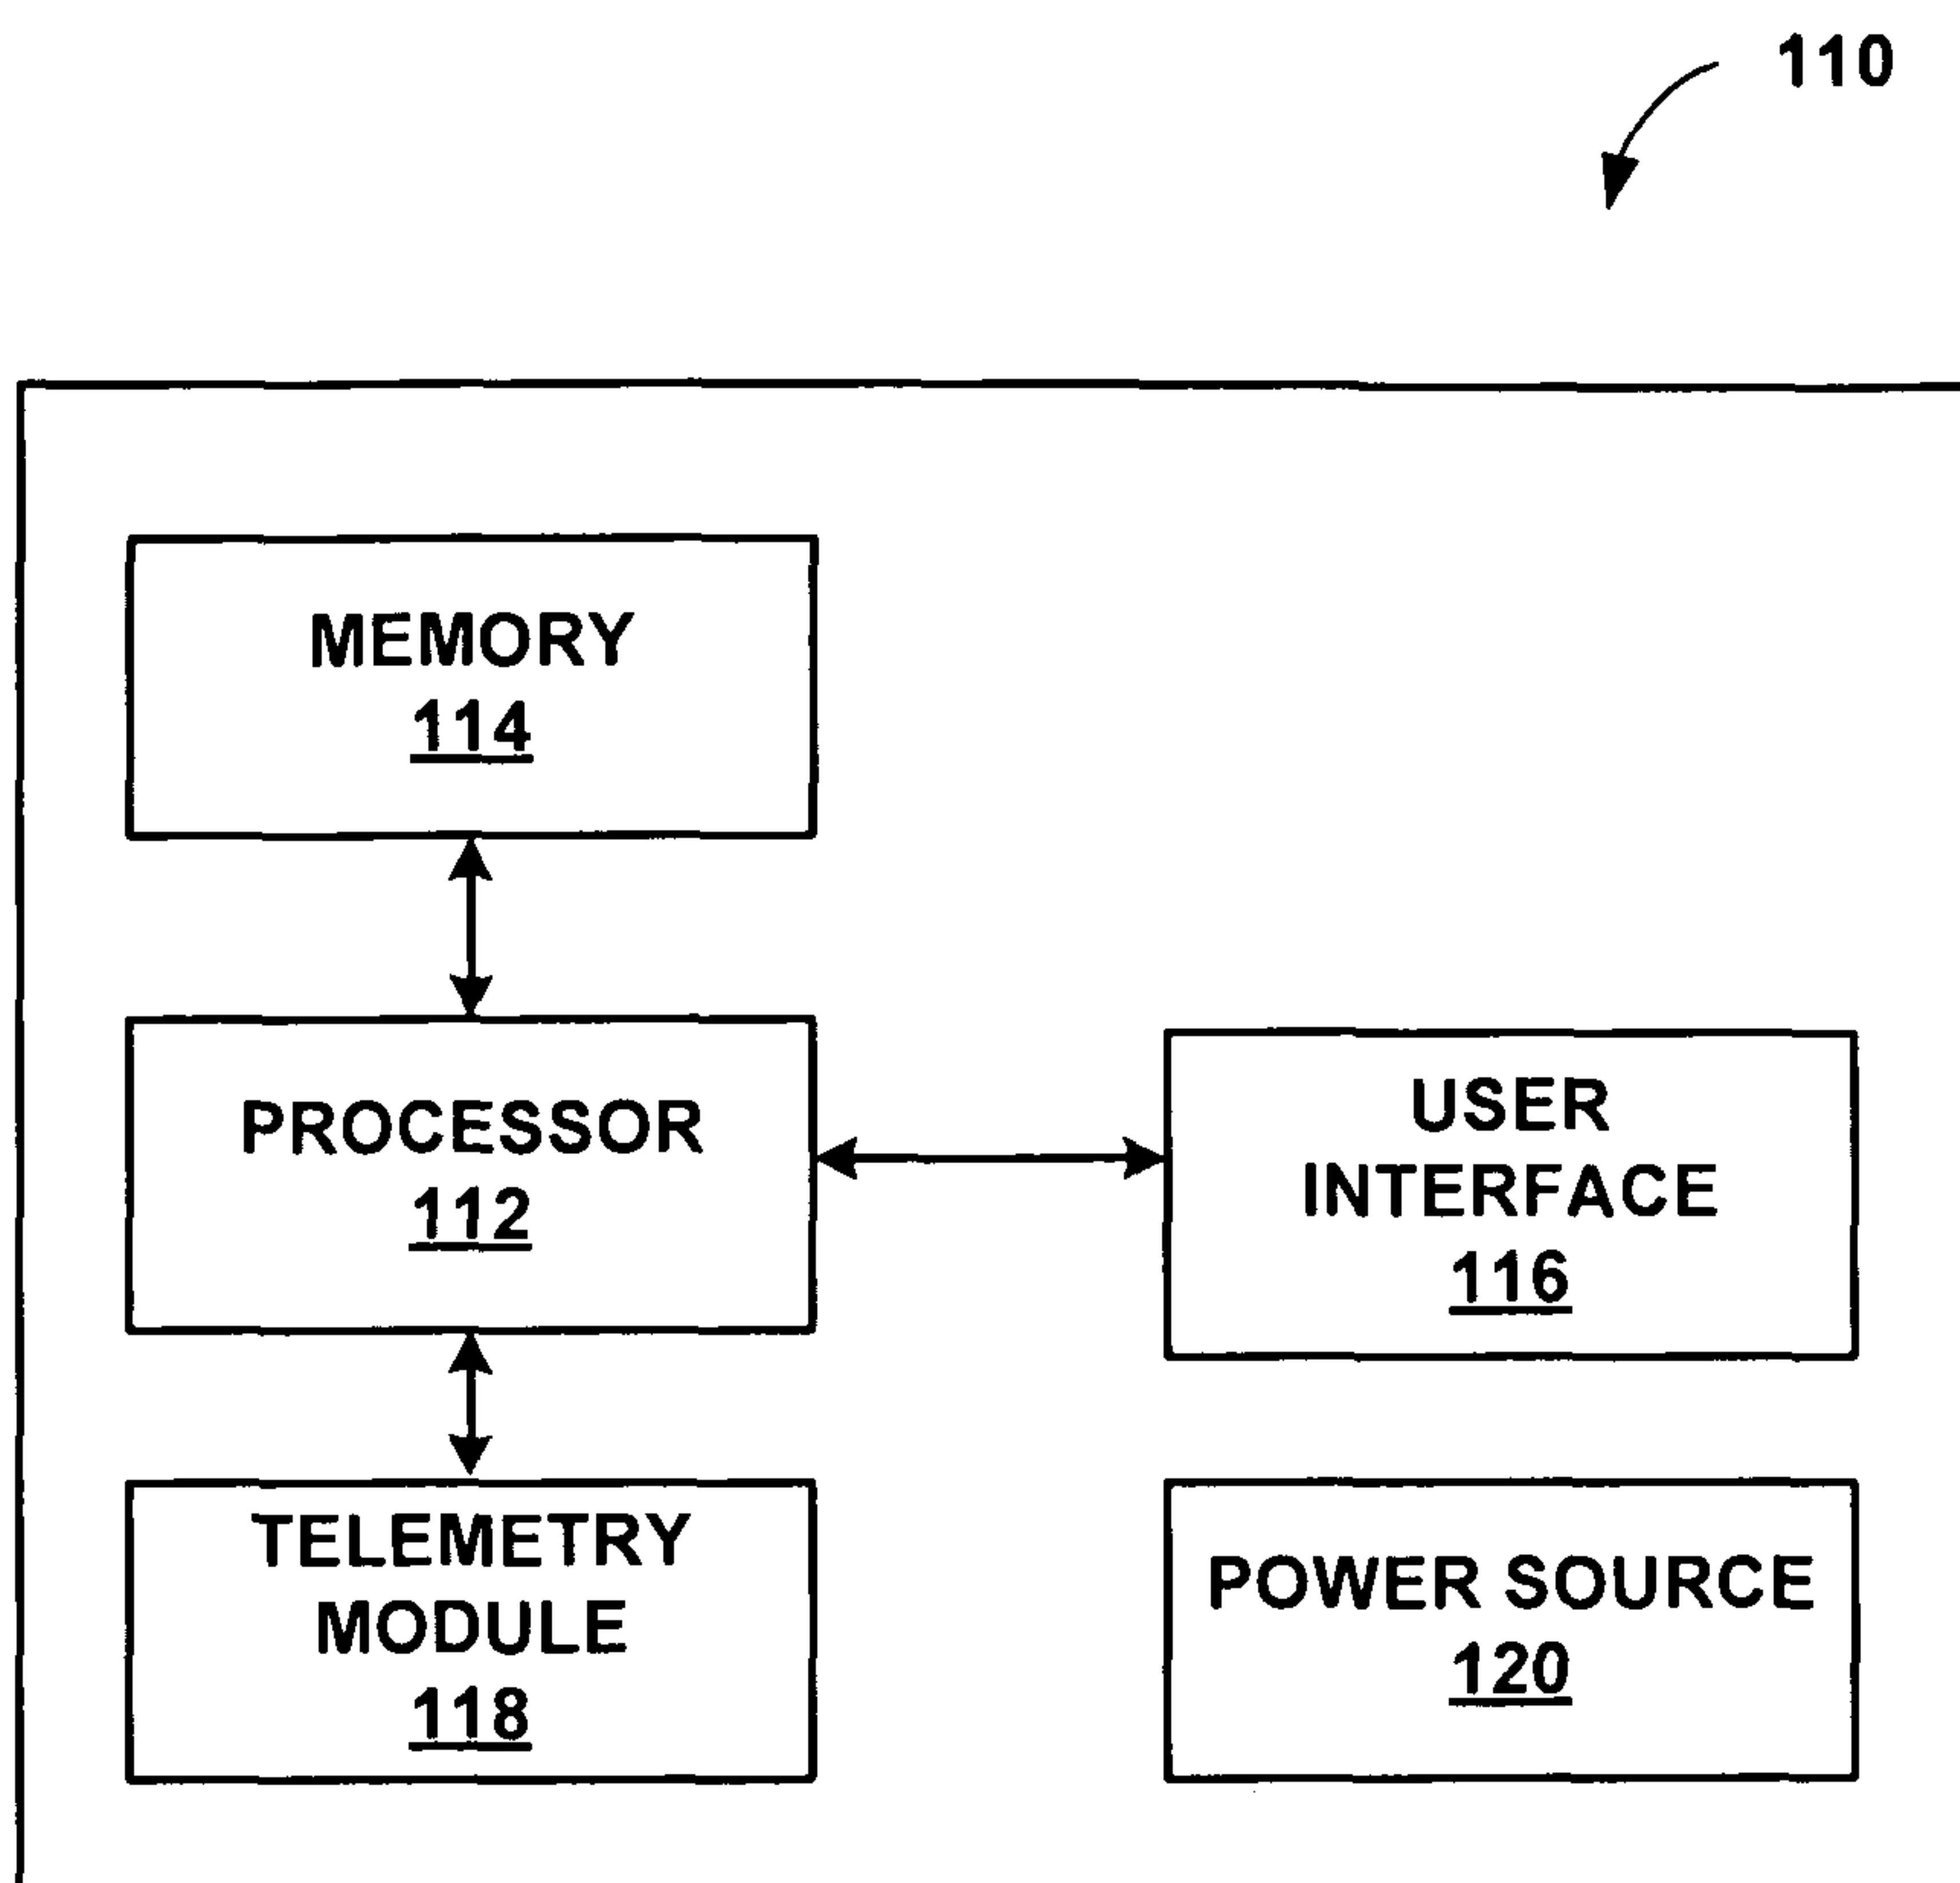 110
MEMORY
114
PROCESSOR
112
USER
INTERFACE
116
TELEMETRY
MODULE
118
POWER SOURCE
120